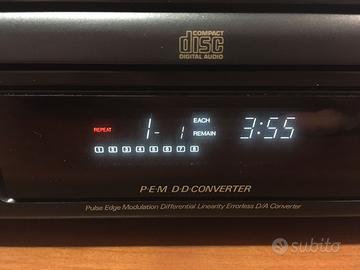 COMPACT
disc
DIGITAL AUDIO
REPEAT 1- 1 EACH REMAIN 3:55
1 2 3 4 5 6 7 8
P·E·M D·D·CONVERTER
Pulse Edge Modulation Differential Linearity Errorless D/A Converter
subito